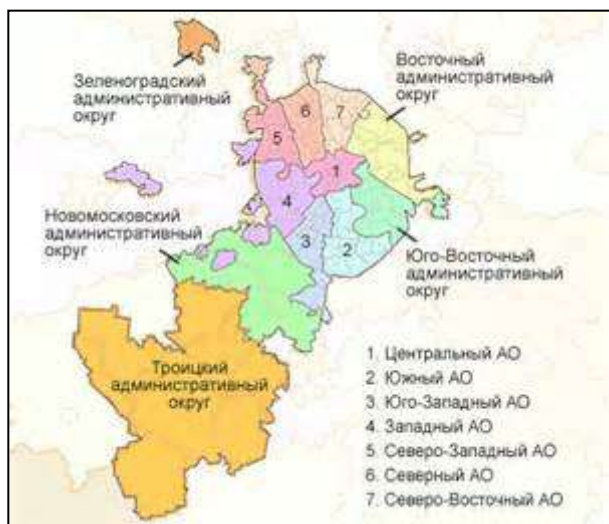 Зеленоградский
административный
округ
Восточный
административный
округ
6
7
5
1
4
3
2
Новомосковский
административный
округ
Юго-Восточный
административный
округ
Троицкий
административный
округ
1. Центральный АО
2. Южный АО
3. Юго-Западный АО
4. Западный АО
5. Северо-Западный АО
6. Северный АО
7. Северо-Восточный АО